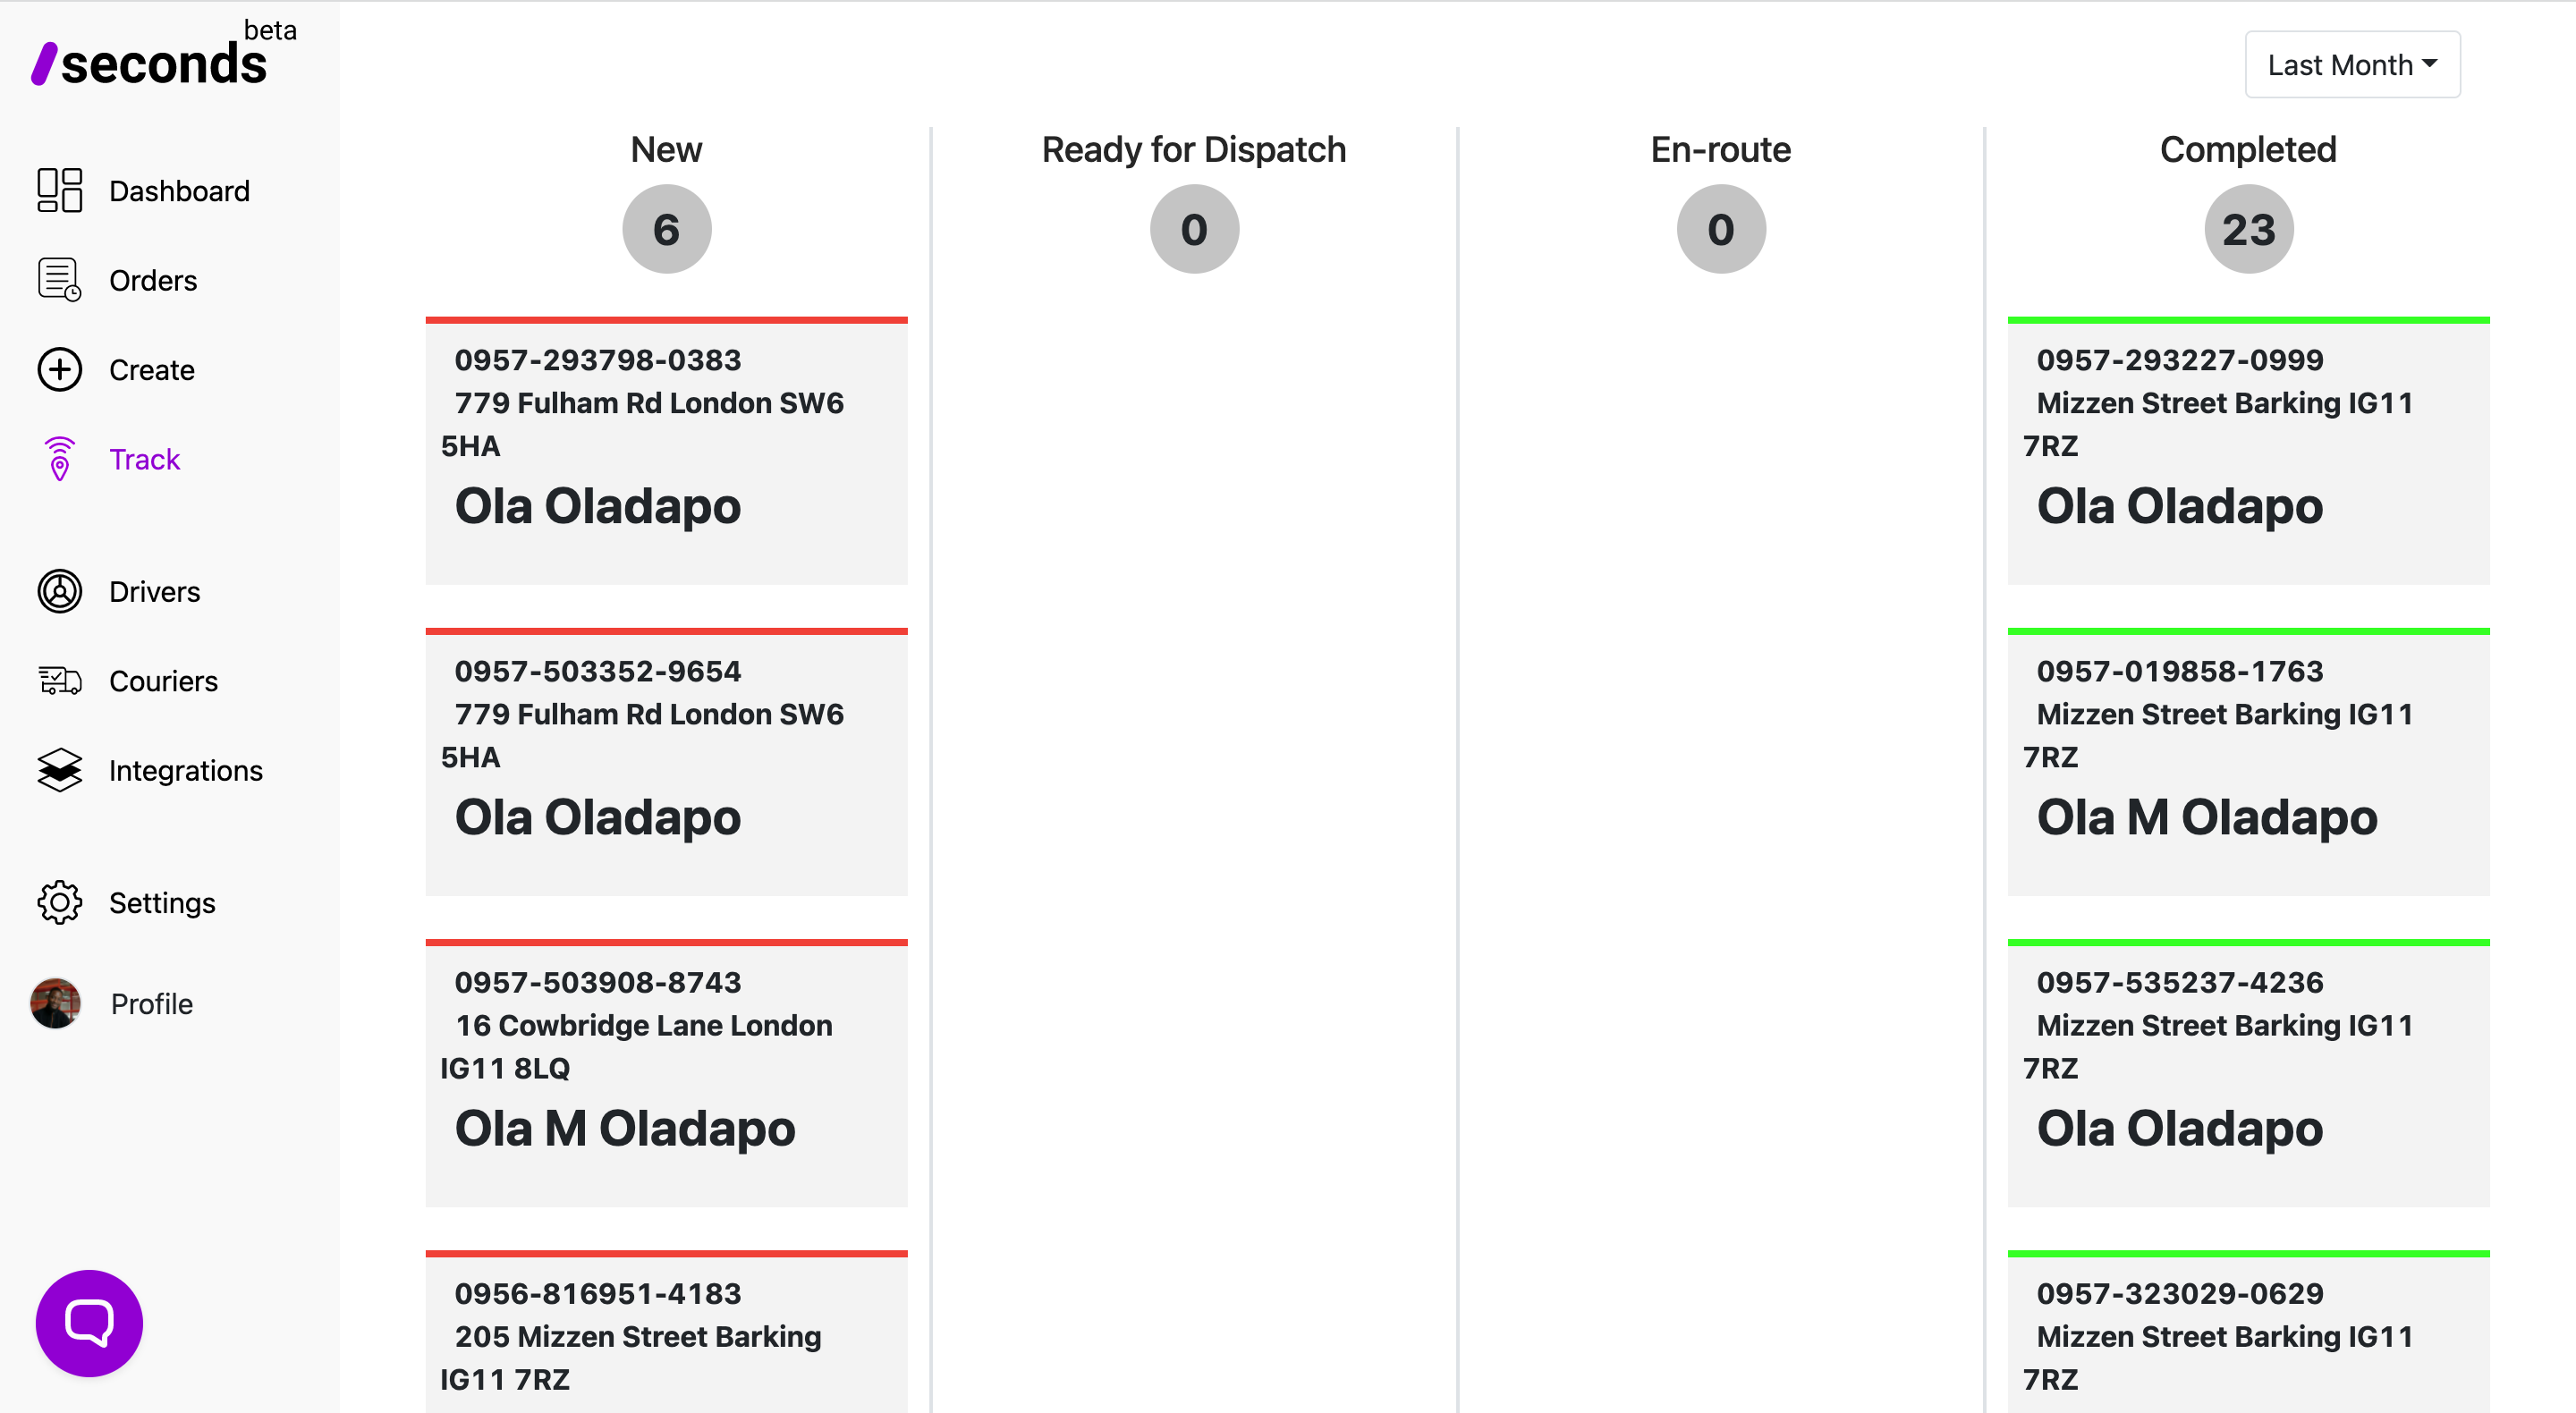 beta
seconds
Dashboard
Orders
Create
Track
Drivers
Couriers
Integrations
Settings
Profile
Last Month
New
6
0957-293798-0383
779 Fulham Rd London SW6
5HA
Ola Oladapo
0957-503352-9654
779 Fulham Rd London SW6
5HA
Ola Oladapo
0957-503908-8743
16 Cowbridge Lane London
IG11 8LQ
Ola M Oladapo
0956-816951-4183
205 Mizzen Street Barking
IG11 7RZ
Ready for Dispatch
0
En-route
0
Completed
23
0957-293227-0999
Mizzen Street Barking IG11
7RZ
Ola Oladapo
0957-019858-1763
Mizzen Street Barking IG11
7RZ
Ola M Oladapo
0957-535237-4236
Mizzen Street Barking IG11
7RZ
Ola Oladapo
0957-323029-0629
Mizzen Street Barking IG11
7RZ